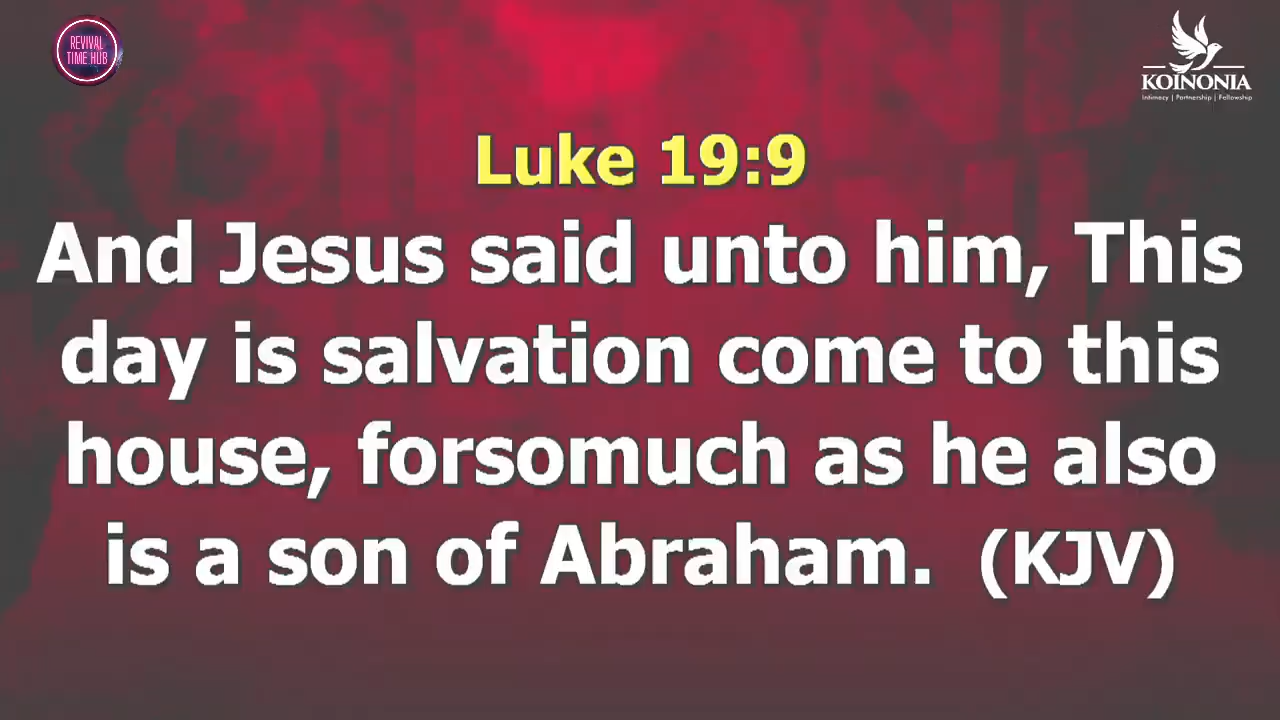 REVIVAL
TIME HUB
KOINONIA
Intimacy | Partnership | Fellowship
Luke 19:9
And Jesus said unto him, This
day is salvation come to this
house, forsomuch as he also
is a son of Abraham. (KJV)